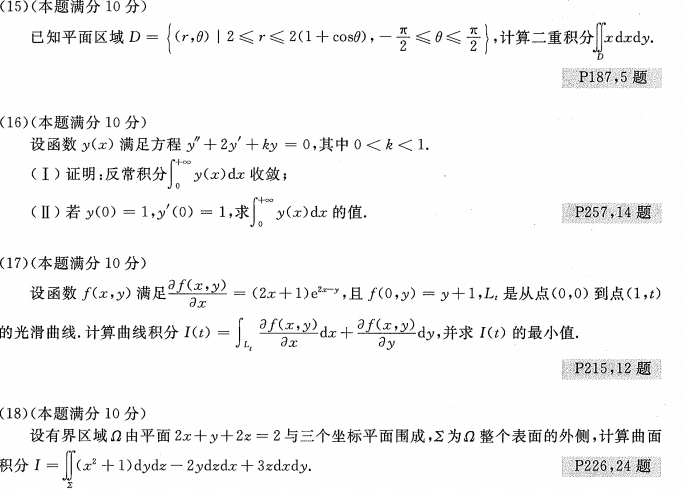 (15)(本题满分 10 分)
已知平面区域 D = {(r,θ) | 2 ⩽ r ⩽ 2(1 + cosθ), − π/2 ⩽ θ ⩽ π/2},计算二重积分∬_D xdxdy.
P187,5 题
(16)(本题满分 10 分)
设函数 y(x) 满足方程 y″ + 2y′ + ky = 0,其中 0 < k < 1.
(Ⅰ)证明:反常积分∫_0^{+∞} y(x)dx 收敛;
(Ⅱ)若 y(0) = 1,y′(0) = 1,求∫_0^{+∞} y(x)dx 的值.
P257,14 题
(17)(本题满分 10 分)
设函数 f(x,y) 满足 ∂f(x,y)/∂x = (2x + 1)e^{2x−y},且 f(0,y) = y + 1,L_t 是从点(0,0) 到点(1,t)
的光滑曲线.计算曲线积分 I(t) = ∫_{L_t} ∂f(x,y)/∂x dx + ∂f(x,y)/∂y dy,并求 I(t) 的最小值.
P215,12 题
(18)(本题满分 10 分)
设有界区域 Ω 由平面 2x + y + 2z = 2 与三个坐标平面围成,Σ 为 Ω 整个表面的外侧,计算曲面
积分 I = ∬_Σ (x² + 1)dydz − 2ydzdx + 3zdxdy.
P226,24 题